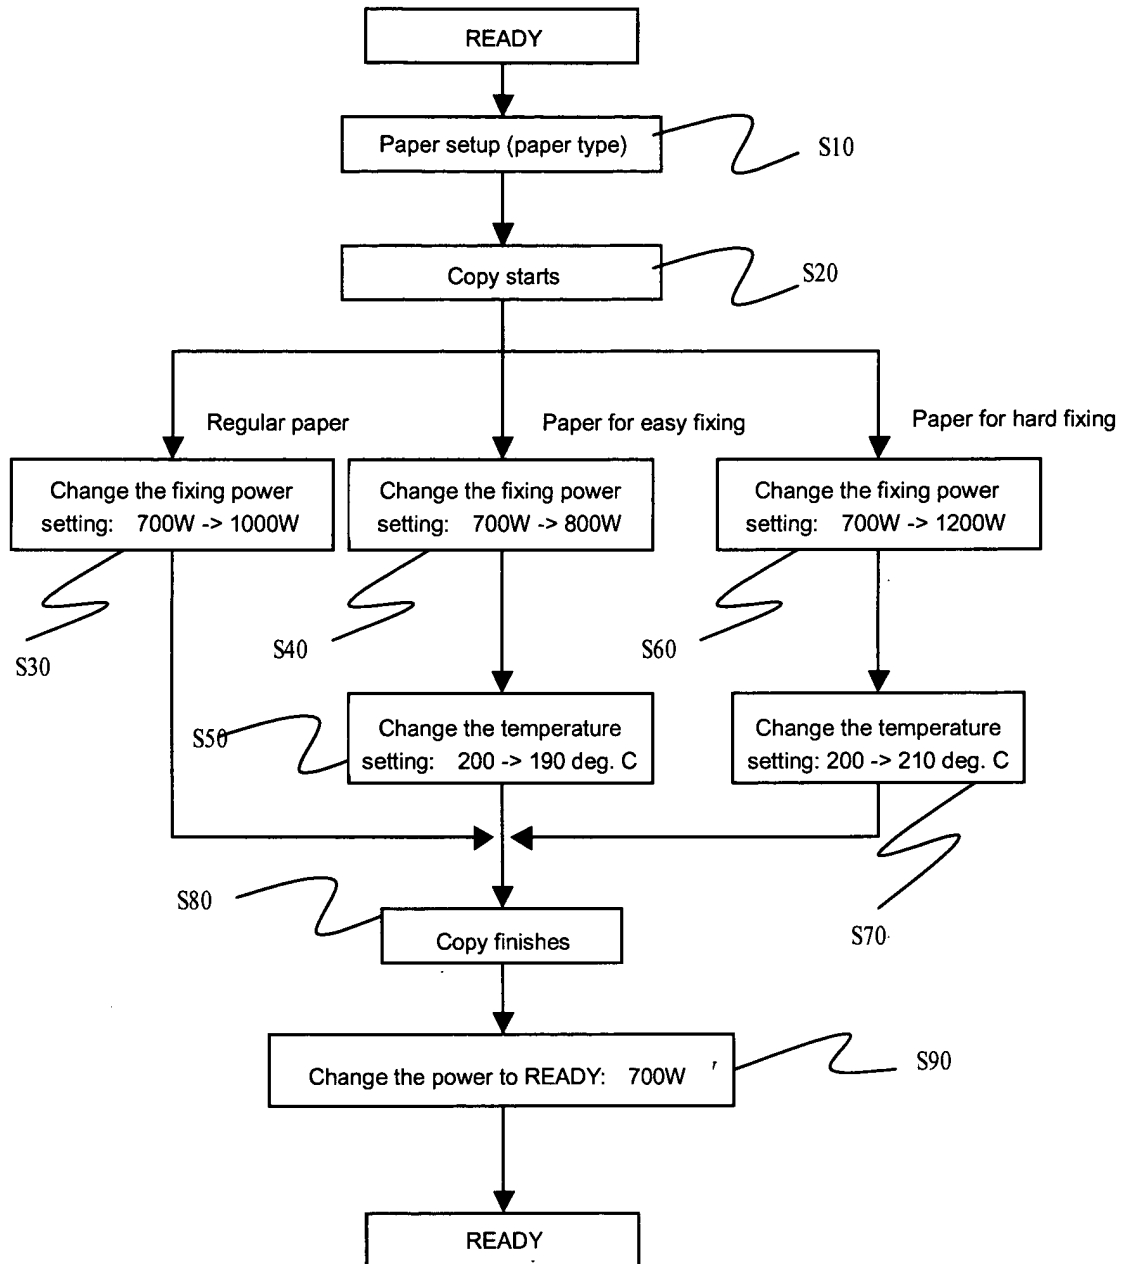 READY
Paper setup (paper type)
S10
Copy starts
S20
Regular paper
Paper for easy fixing
Paper for hard fixing
Change the fixing power
setting: 700W -> 1000W
Change the fixing power
setting: 700W -> 800W
Change the fixing power
setting: 700W -> 1200W
S30
S40
S60
S50
Change the temperature
setting: 200 -> 190 deg. C
Change the temperature
setting: 200 -> 210 deg. C
S80
S70
Copy finishes
Change the power to READY: 700W
S90
READY